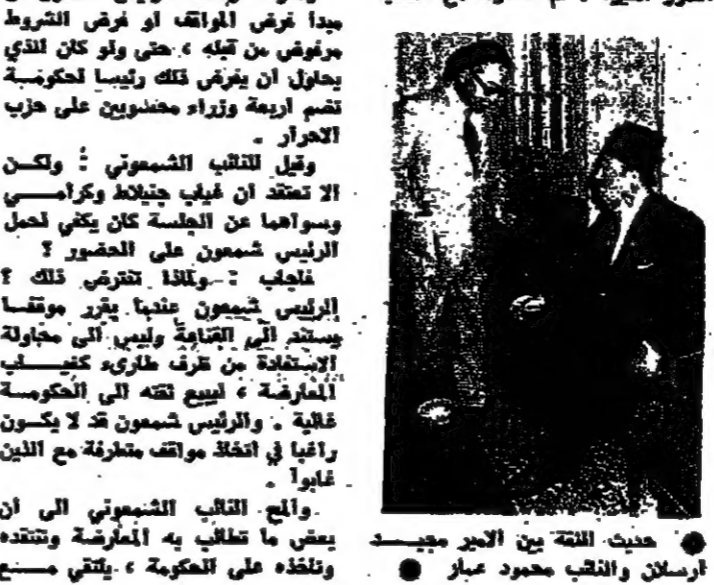 مبدأ فرض المواقف او فرض الشروط
مرفوض من قبله ، حتى ولو كان الذي
يحاول ان يفرض ذلك رئيسا لحكومة
تضم اربعة وزراء محسوبين على حزب
الاحرار .
وقيل للنائب الشمعوني : ولكن
الا تعتقد ان غياب جنبلاط وكرامي
وسواهما عن الجلسة كان يكفي لحمل
الرئيس شمعون على الحضور ؟
فاجاب : - ولماذا تفترض ذلك ؟
الرئيس شمعون عندما يقرر موقفا
يستند الى القناعة وليس الى محاولة
الاستفادة من ظرف طارىء كغياب
المعارضة ، ليبيع ثقته الى الحكومة
غالية . والرئيس شمعون قد لا يكون
راغبا في اتخاذ مواقف متطرفة مع الذين
غابوا .
والمح النائب الشمعوني الى ان
بعض ما تطالب به المعارضة وتنتقده
وتأخذه على الحكومة ، يلتقي مع
● حديث الثقة بين الامير مجيد
ارسلان والنائب محمود عمار ●